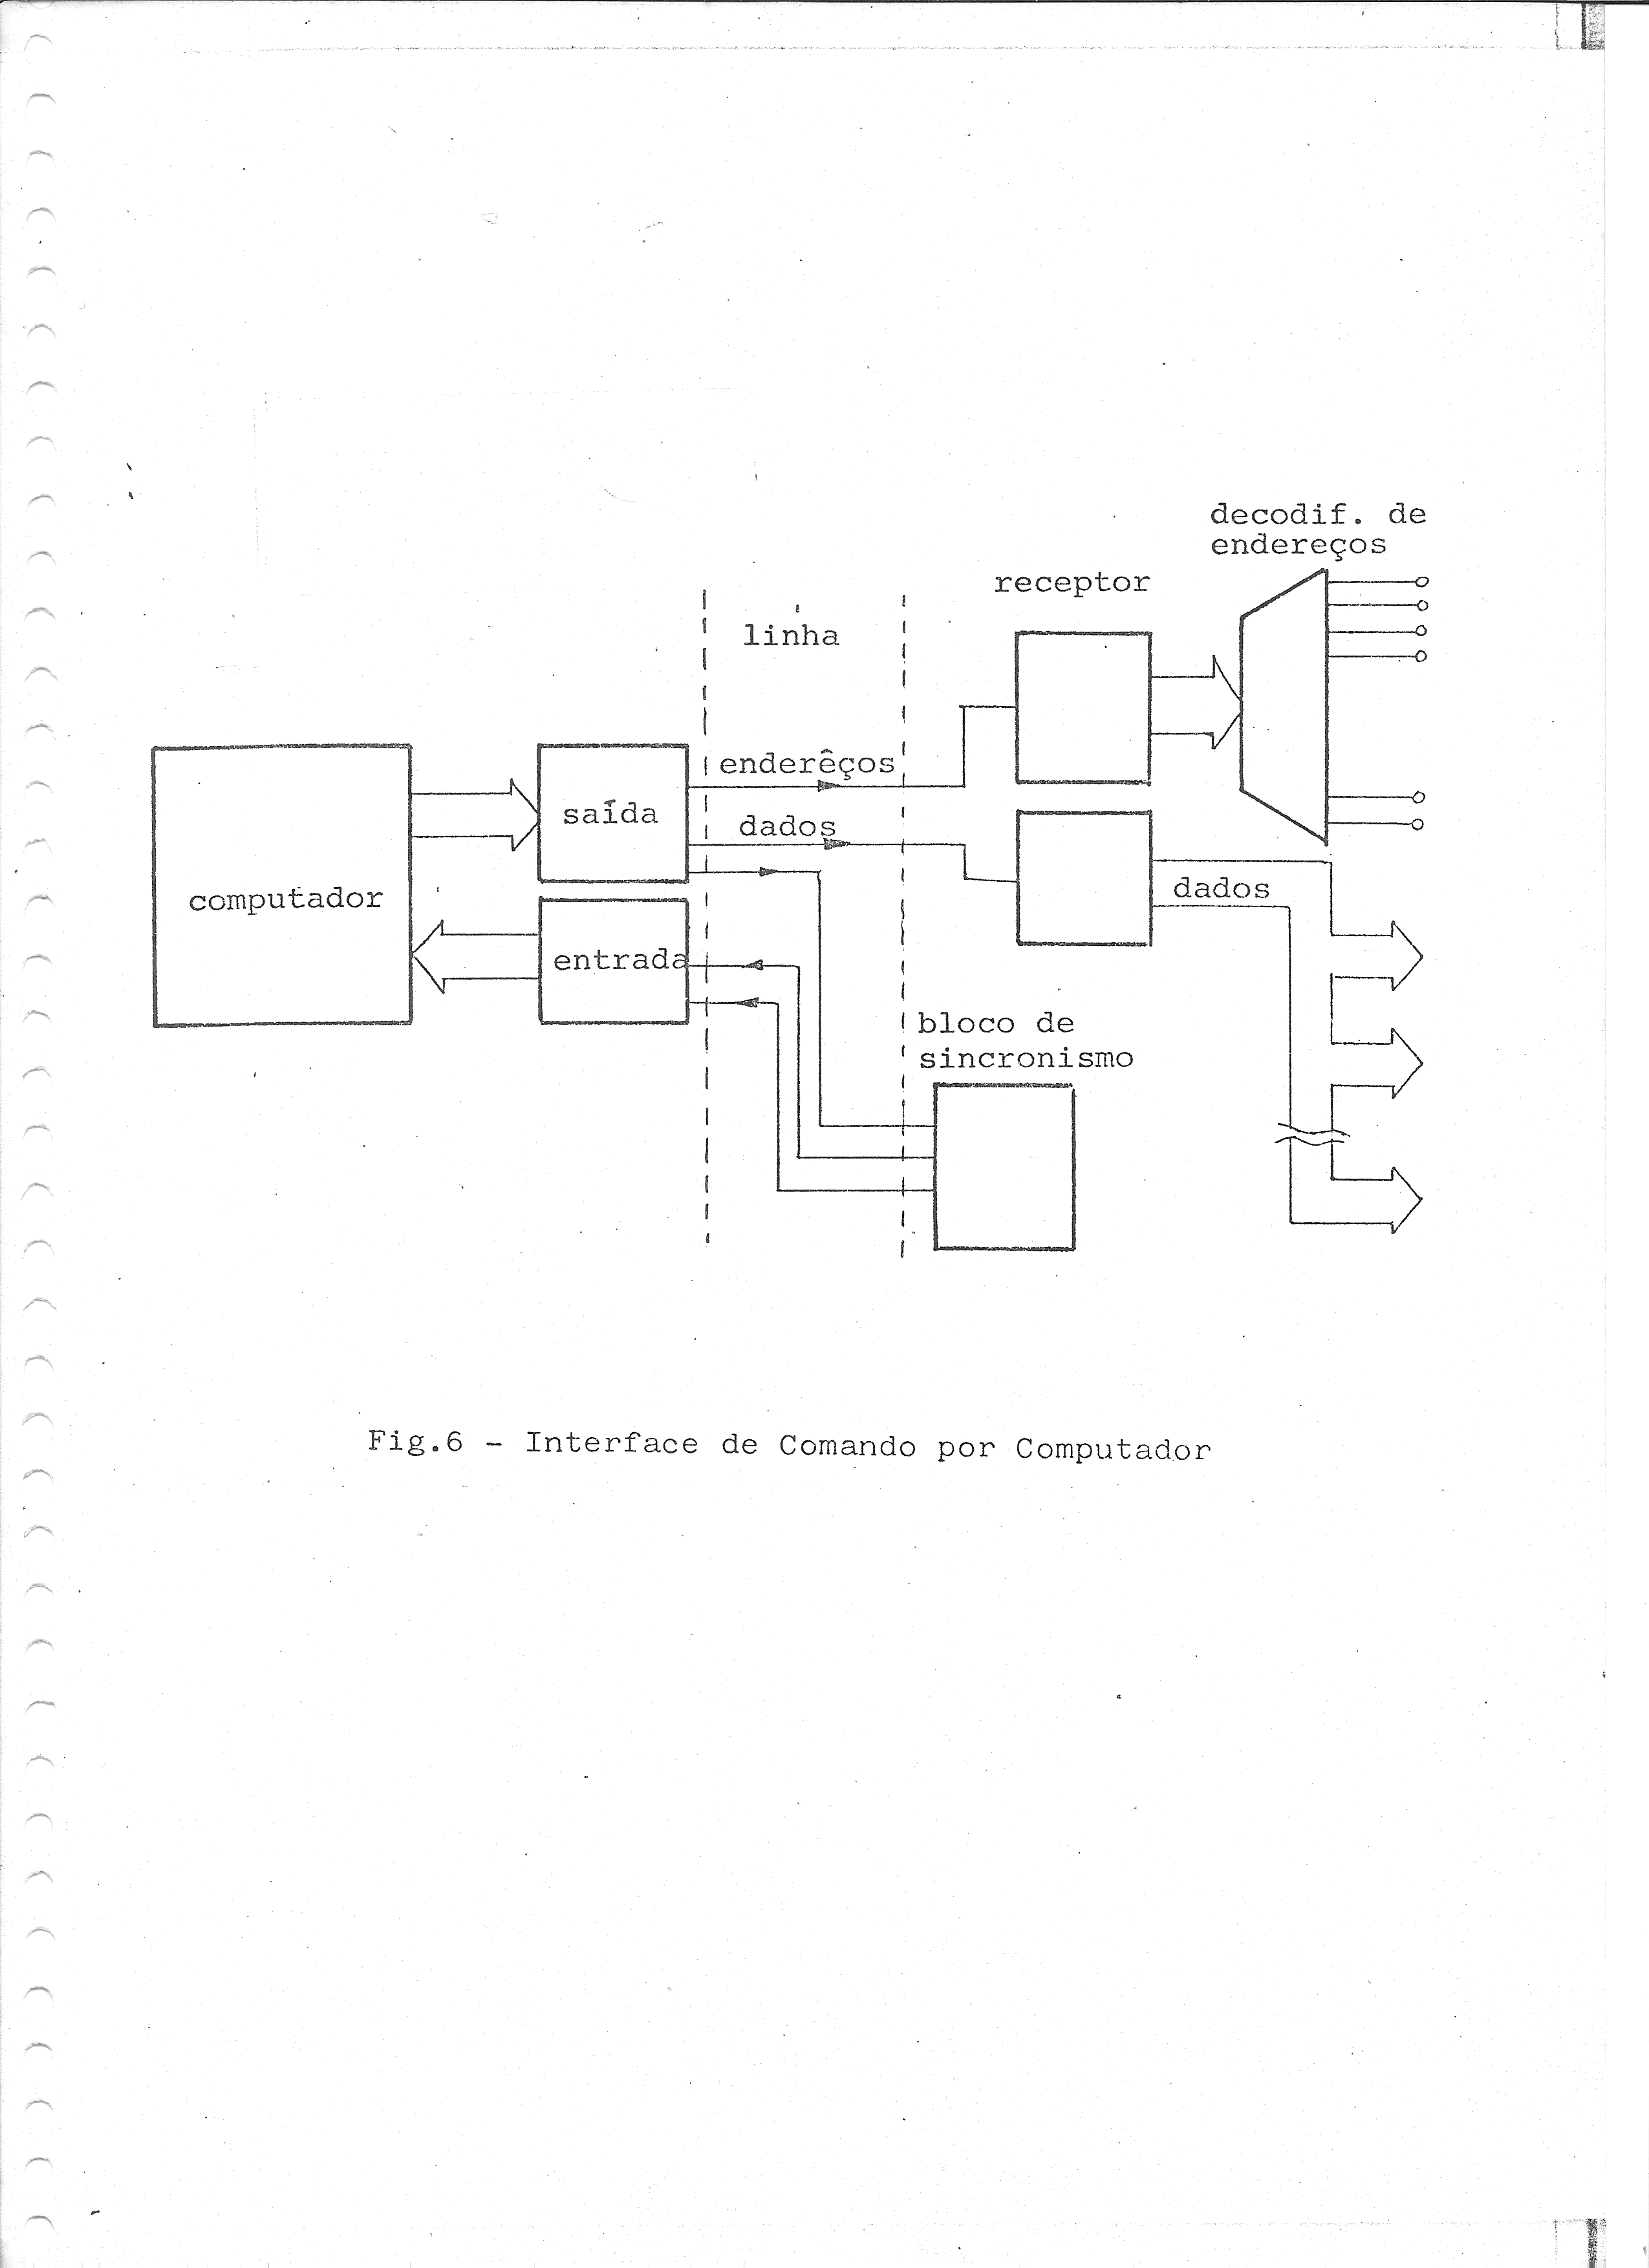 decodif. de
endereços
receptor
linha
enderêços
saída
dados
computador
dados
entrada
bloco de
sincronismo
Fig.6 - Interface de Comando por Computador